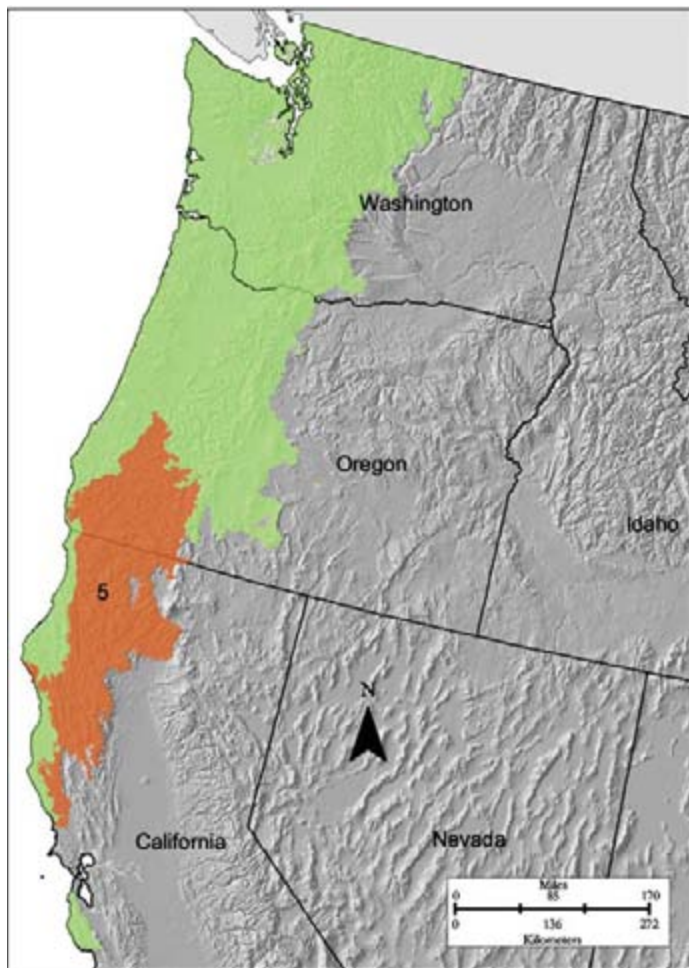 Washington
Oregon
Idaho
5
N
California
Nevada
Miles
0 85 170
0 136 272
Kilometers